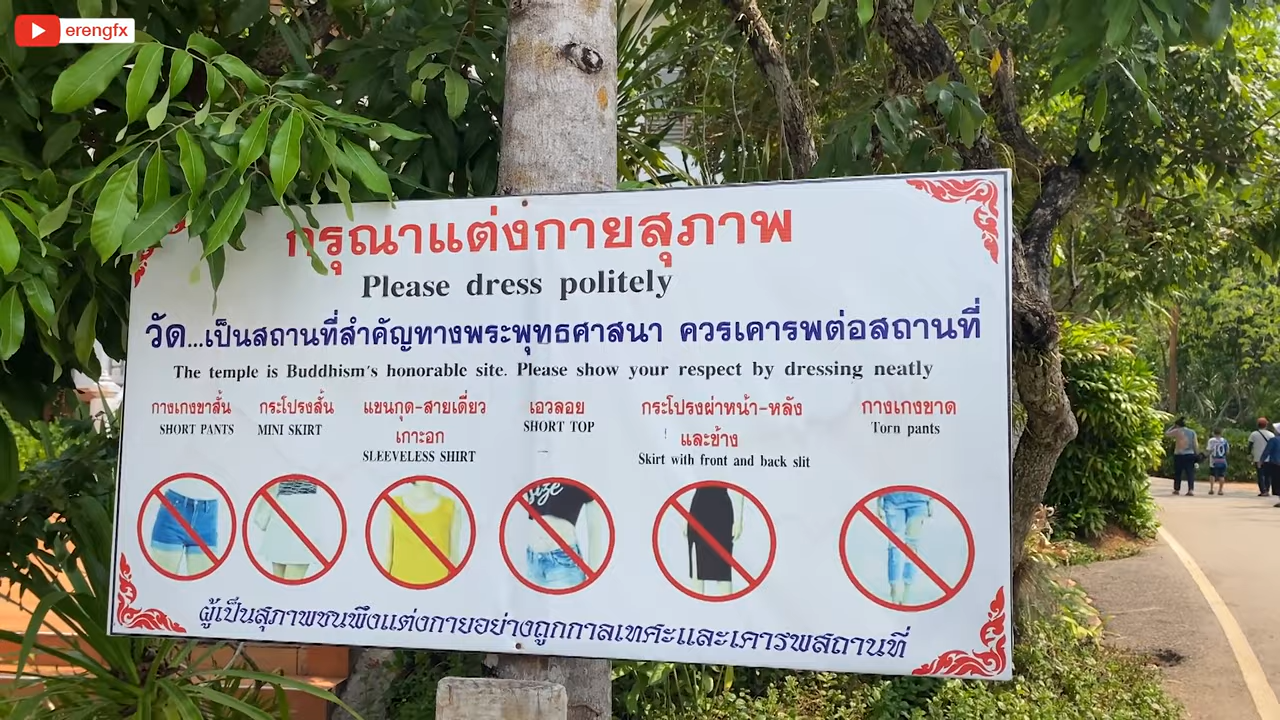 erengfx
กรุณาแต่งกายสุภาพ
Please dress politely
วัด...เป็นสถานที่สำคัญทางพระพุทธศาสนา ควรเคารพต่อสถานที่
The temple is Buddhism's honorable site. Please show your respect by dressing neatly
กางเกงขาสั้น
SHORT PANTS
กระโปรงสั้น
MINI SKIRT
แขนกุด-สายเดี่ยว
เกาะอก
SLEEVELESS SHIRT
เอวลอย
SHORT TOP
กระโปรงผ่าหน้า-หลัง
และข้าง
Skirt with front and back slit
กางเกงขาด
Torn pants
size
ผู้เป็นสุภาพชนพึงแต่งกายอย่างถูกกาลเทศะและเคารพสถานที่